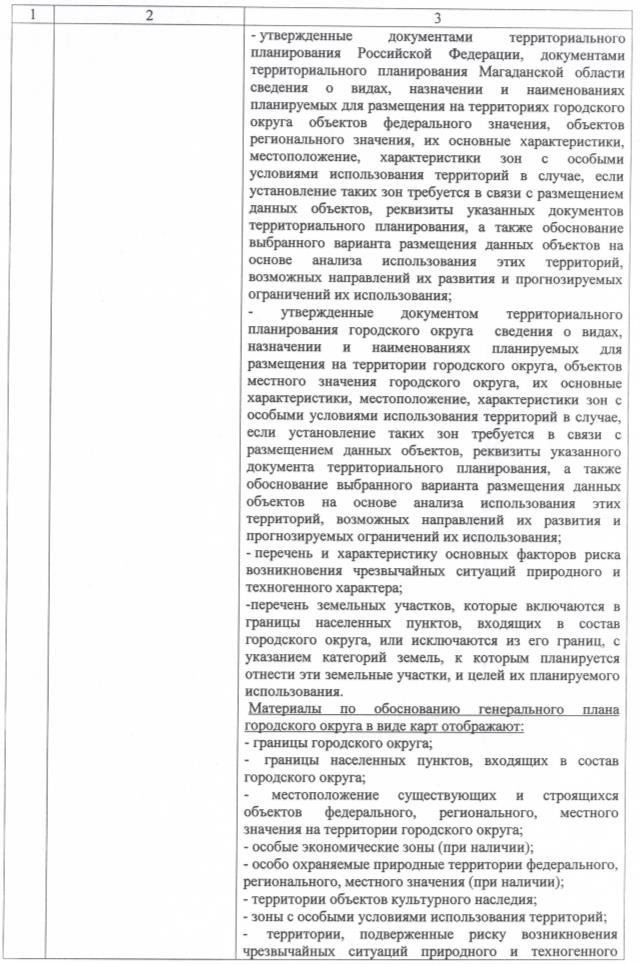 1 2 3
- утвержденные документами территориального
планирования Российской Федерации, документами
территориального планирования Магаданской области
сведения о видах, назначении и наименованиях
планируемых для размещения на территориях городского
округа объектов федерального значения, объектов
регионального значения, их основные характеристики,
местоположение, характеристики зон с особыми
условиями использования территорий в случае, если
установление таких зон требуется в связи с размещением
данных объектов, реквизиты указанных документов
территориального планирования, а также обоснование
выбранного варианта размещения данных объектов на
основе анализа использования этих территорий,
возможных направлений их развития и прогнозируемых
ограничений их использования;
- утвержденные документом территориального
планирования городского округа сведения о видах,
назначении и наименованиях планируемых для
размещения на территории городского округа, объектов
местного значения городского округа, их основные
характеристики, местоположение, характеристики зон с
особыми условиями использования территорий в случае,
если установление таких зон требуется в связи с
размещением данных объектов, реквизиты указанного
документа территориального планирования, а также
обоснование выбранного варианта размещения данных
объектов на основе анализа использования этих
территорий, возможных направлений их развития и
прогнозируемых ограничений их использования;
- перечень и характеристику основных факторов риска
возникновения чрезвычайных ситуаций природного и
техногенного характера;
-перечень земельных участков, которые включаются в
границы населенных пунктов, входящих в состав
городского округа, или исключаются из его границ, с
указанием категорий земель, к которым планируется
отнести эти земельные участки, и целей их планируемого
использования.
Материалы по обоснованию генерального плана
городского округа в виде карт отображают:
- границы городского округа;
- границы населенных пунктов, входящих в состав
городского округа;
- местоположение существующих и строящихся
объектов федерального, регионального, местного
значения на территории городского округа;
- особые экономические зоны (при наличии);
- особо охраняемые природные территории федерального,
регионального, местного значения (при наличии);
- территории объектов культурного наследия;
- зоны с особыми условиями использования территорий;
- территории, подверженные риску возникновения
чрезвычайных ситуаций природного и техногенного